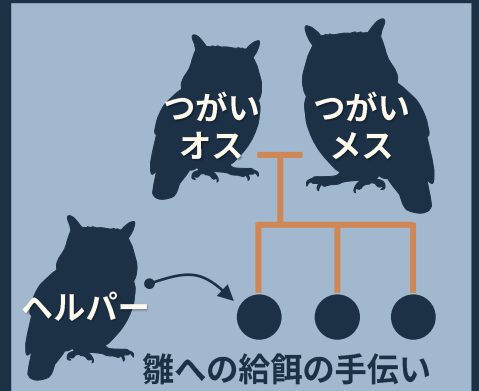 つがい
オス
つがい
メス
ヘルパー
雛への給餌の手伝い